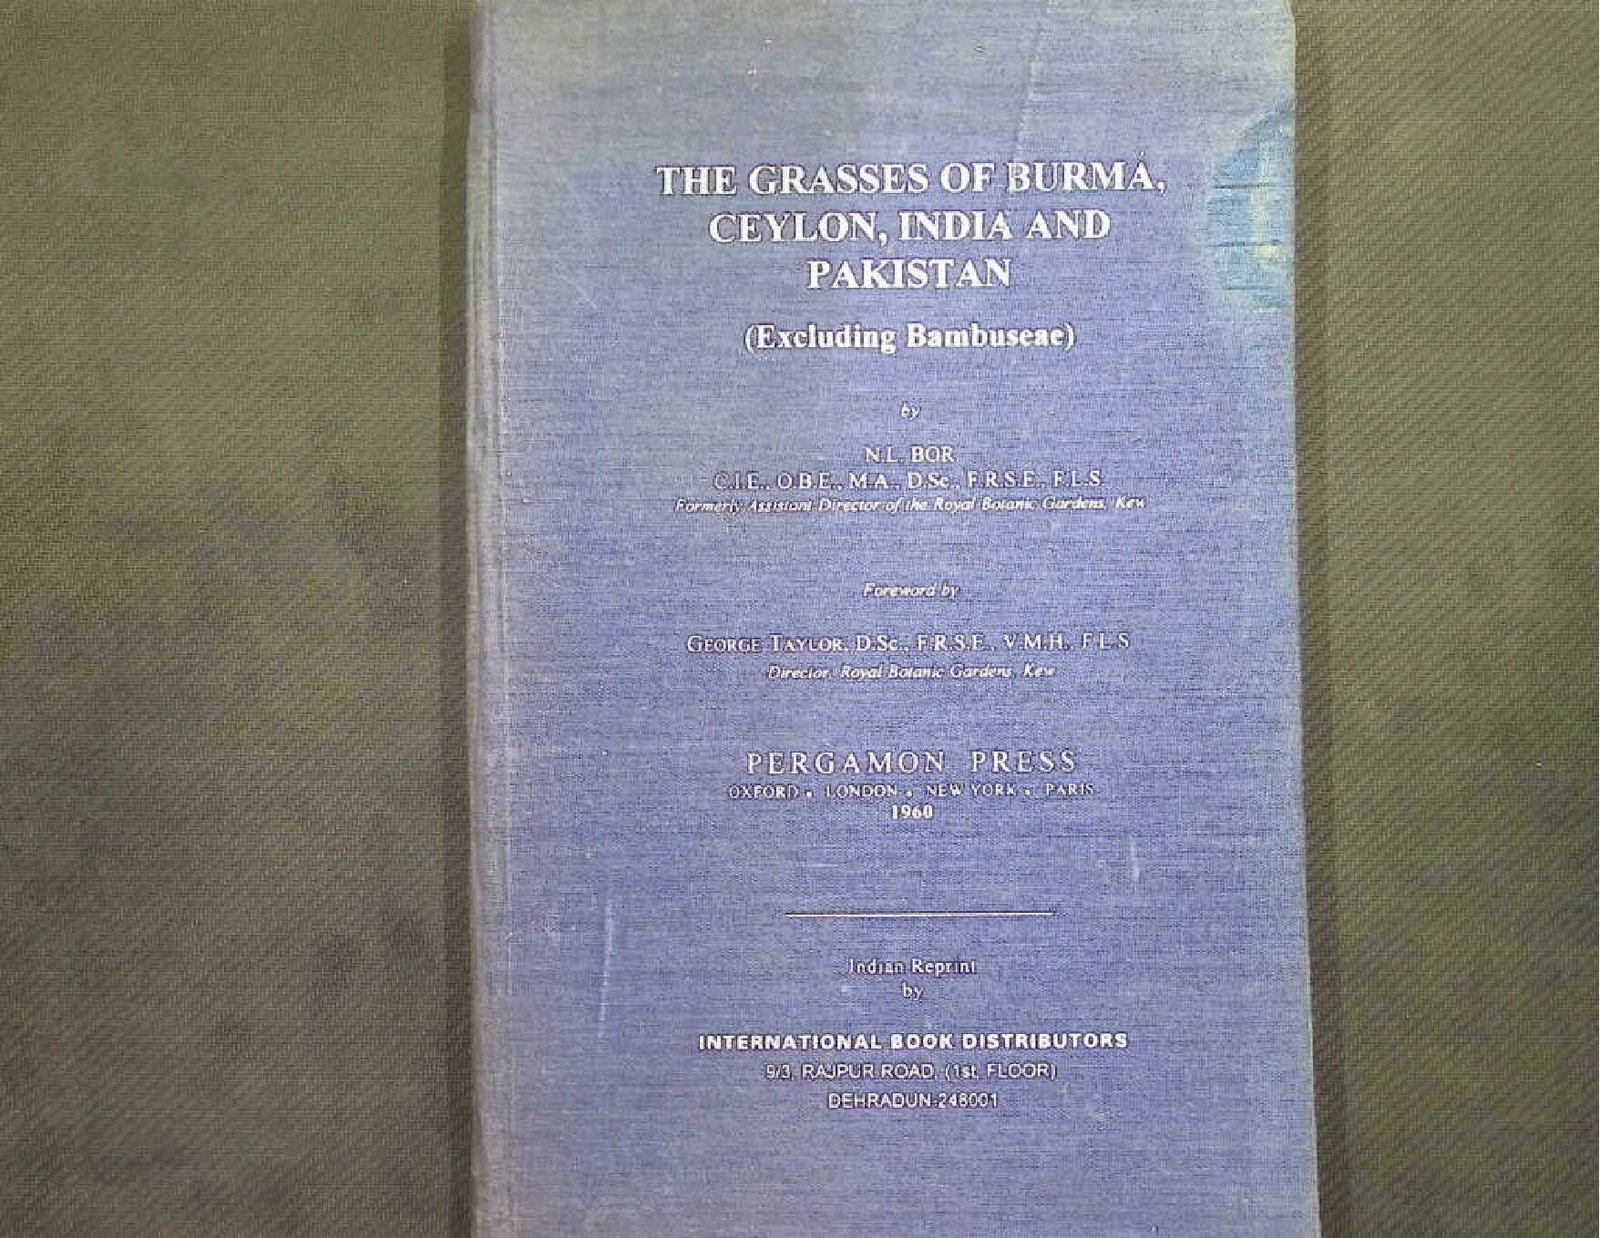 THE GRASSES OF BURMA,
CEYLON, INDIA AND
PAKISTAN
(Excluding Bambuseae)
by
N.L. BOR
C.I.E., O.B.E., M.A., D.Sc., F.R.S.E., F.L.S.
Formerly Assistant Director of the Royal Botanic Gardens, Kew
Foreword by
GEORGE TAYLOR, D.Sc., F.R.S.E., V.M.H., F.L.S
Director, Royal Botanic Gardens, Kew
PERGAMON PRESS
OXFORD • LONDON • NEW YORK • PARIS
1960
Indian Reprint
by
INTERNATIONAL BOOK DISTRIBUTORS
9/3, RAJPUR ROAD, (1st. FLOOR)
DEHRADUN-248001